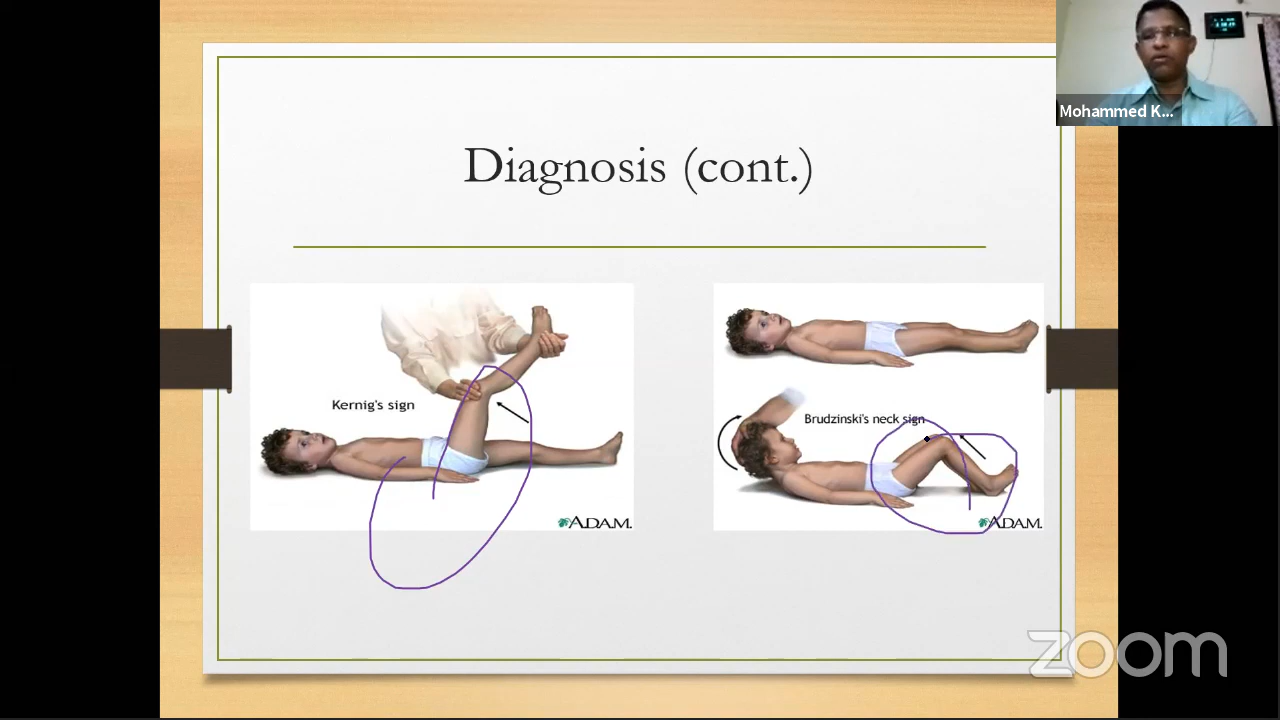 Mohammed K...
Diagnosis (cont.)
Kernig's sign
Brudzinski's neck sign
A.D.A.M.
A.D.A.M.
zoom